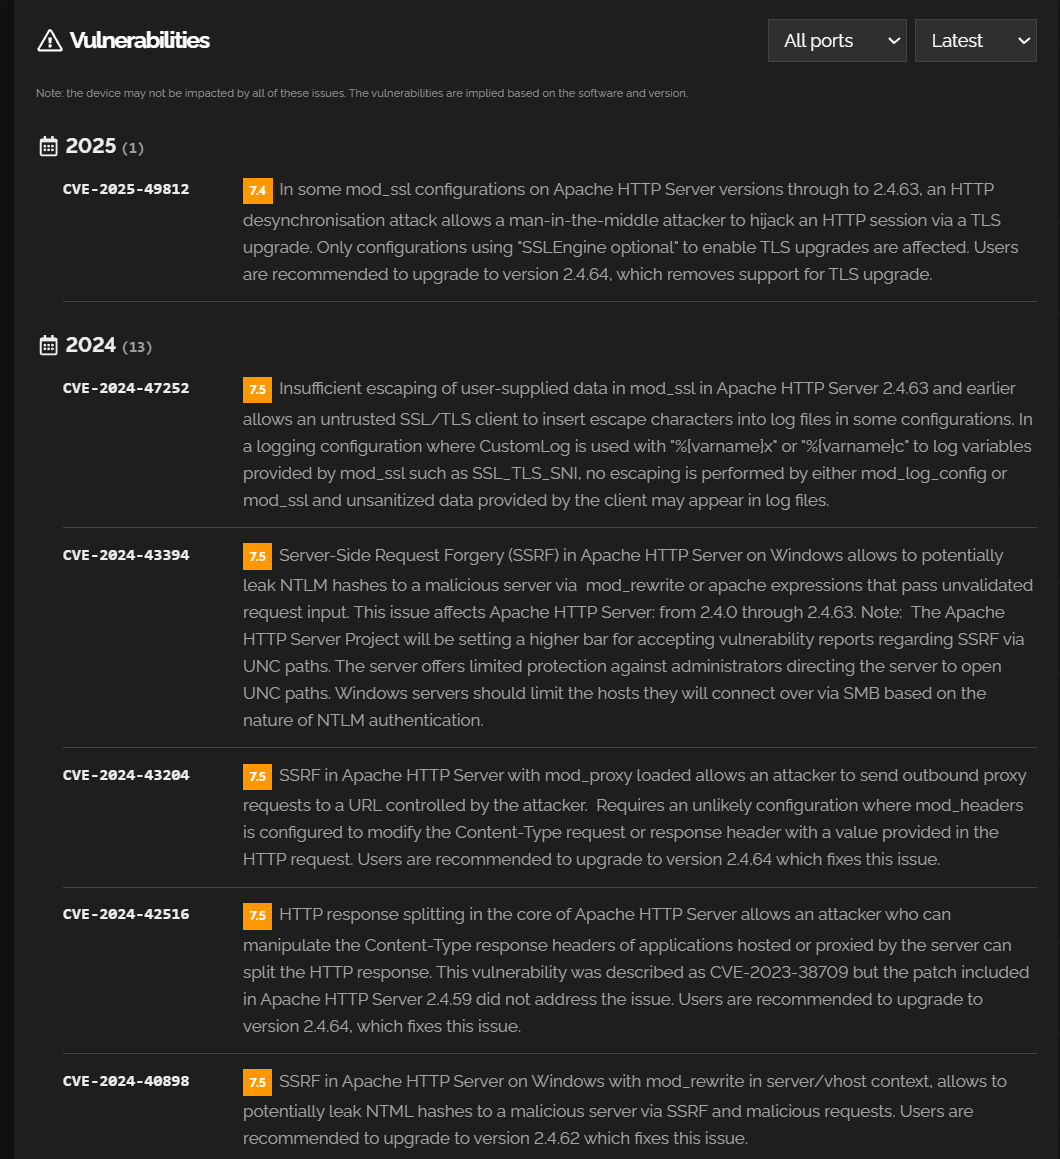 Vulnerabilities
All ports
Latest
Note: the device may not be impacted by all of these issues. The vulnerabilities are implied based on the software and version.
2025 (1)
CVE-2025-49812
7.4 In some mod_ssl configurations on Apache HTTP Server versions through to 2.4.63, an HTTP
desynchronisation attack allows a man-in-the-middle attacker to hijack an HTTP session via a TLS
upgrade. Only configurations using "SSLEngine optional" to enable TLS upgrades are affected. Users
are recommended to upgrade to version 2.4.64, which removes support for TLS upgrade.
2024 (13)
CVE-2024-47252
7.5 Insufficient escaping of user-supplied data in mod_ssl in Apache HTTP Server 2.4.63 and earlier
allows an untrusted SSL/TLS client to insert escape characters into log files in some configurations. In
a logging configuration where CustomLog is used with "%{varname}x" or "%{varname}c" to log variables
provided by mod_ssl such as SSL_TLS_SNI, no escaping is performed by either mod_log_config or
mod_ssl and unsanitized data provided by the client may appear in log files.
CVE-2024-43394
7.5 Server-Side Request Forgery (SSRF) in Apache HTTP Server on Windows allows to potentially
leak NTLM hashes to a malicious server via  mod_rewrite or apache expressions that pass unvalidated
request input. This issue affects Apache HTTP Server: from 2.4.0 through 2.4.63. Note:  The Apache
HTTP Server Project will be setting a higher bar for accepting vulnerability reports regarding SSRF via
UNC paths. The server offers limited protection against administrators directing the server to open
UNC paths. Windows servers should limit the hosts they will connect over via SMB based on the
nature of NTLM authentication.
CVE-2024-43204
7.5 SSRF in Apache HTTP Server with mod_proxy loaded allows an attacker to send outbound proxy
requests to a URL controlled by the attacker.  Requires an unlikely configuration where mod_headers
is configured to modify the Content-Type request or response header with a value provided in the
HTTP request. Users are recommended to upgrade to version 2.4.64 which fixes this issue.
CVE-2024-42516
7.5 HTTP response splitting in the core of Apache HTTP Server allows an attacker who can
manipulate the Content-Type response headers of applications hosted or proxied by the server can
split the HTTP response. This vulnerability was described as CVE-2023-38709 but the patch included
in Apache HTTP Server 2.4.59 did not address the issue. Users are recommended to upgrade to
version 2.4.64, which fixes this issue.
CVE-2024-40898
7.5 SSRF in Apache HTTP Server on Windows with mod_rewrite in server/vhost context, allows to
potentially leak NTML hashes to a malicious server via SSRF and malicious requests. Users are
recommended to upgrade to version 2.4.62 which fixes this issue.